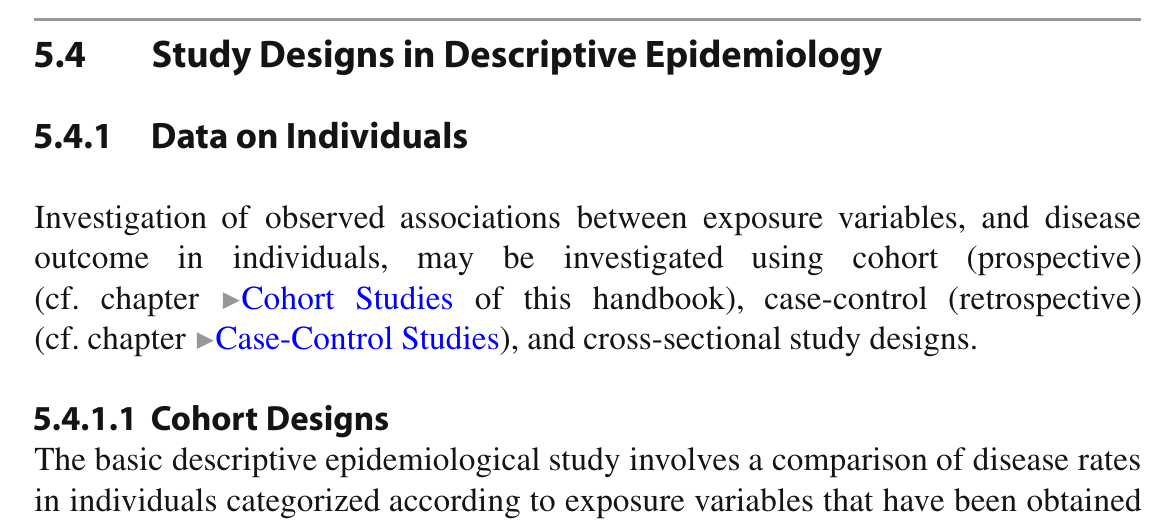 5.4 Study Designs in Descriptive Epidemiology
5.4.1 Data on Individuals
Investigation of observed associations between exposure variables, and disease
outcome in individuals, may be investigated using cohort (prospective)
(cf. chapter ▶Cohort Studies of this handbook), case-control (retrospective)
(cf. chapter ▶Case-Control Studies), and cross-sectional study designs.
5.4.1.1 Cohort Designs
The basic descriptive epidemiological study involves a comparison of disease rates
in individuals categorized according to exposure variables that have been obtained